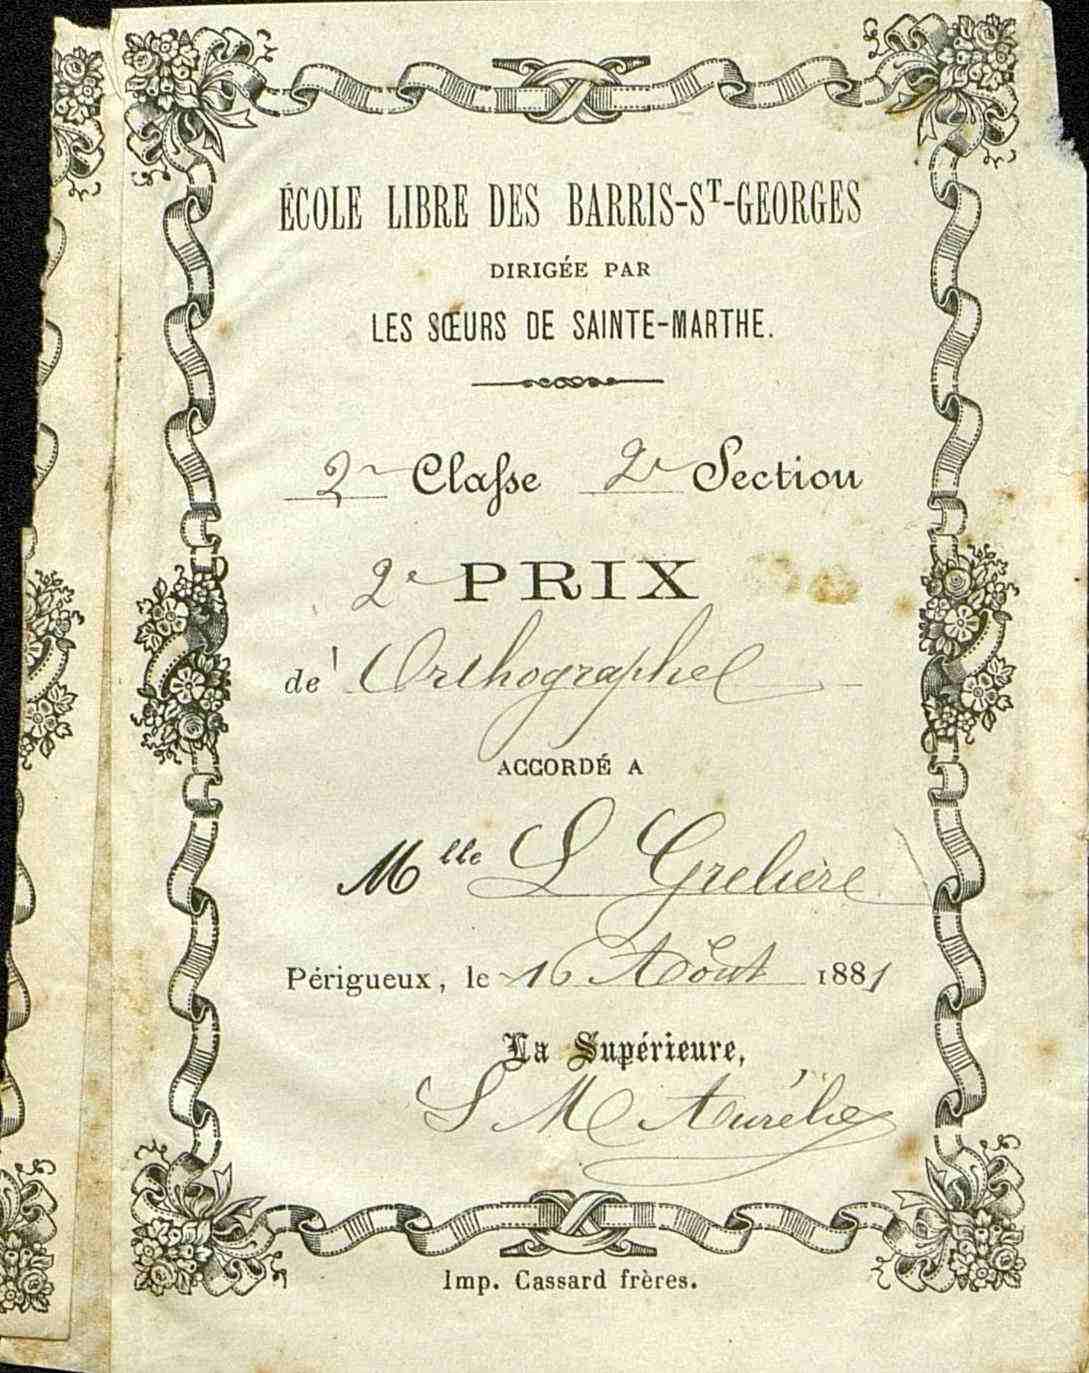 ÉCOLE LIBRE DES BARRIS-ST-GEORGES
DIRIGÉE PAR
LES SŒURS DE SAINTE-MARTHE.
2e Classe 2e Section
2e PRIX
de l'Orthographe
ACCORDÉ A
Mlle L Grelière
Périgueux, le 16 Août 1881
La Supérieure,
S M Aurélie
Imp. Cassard frères.